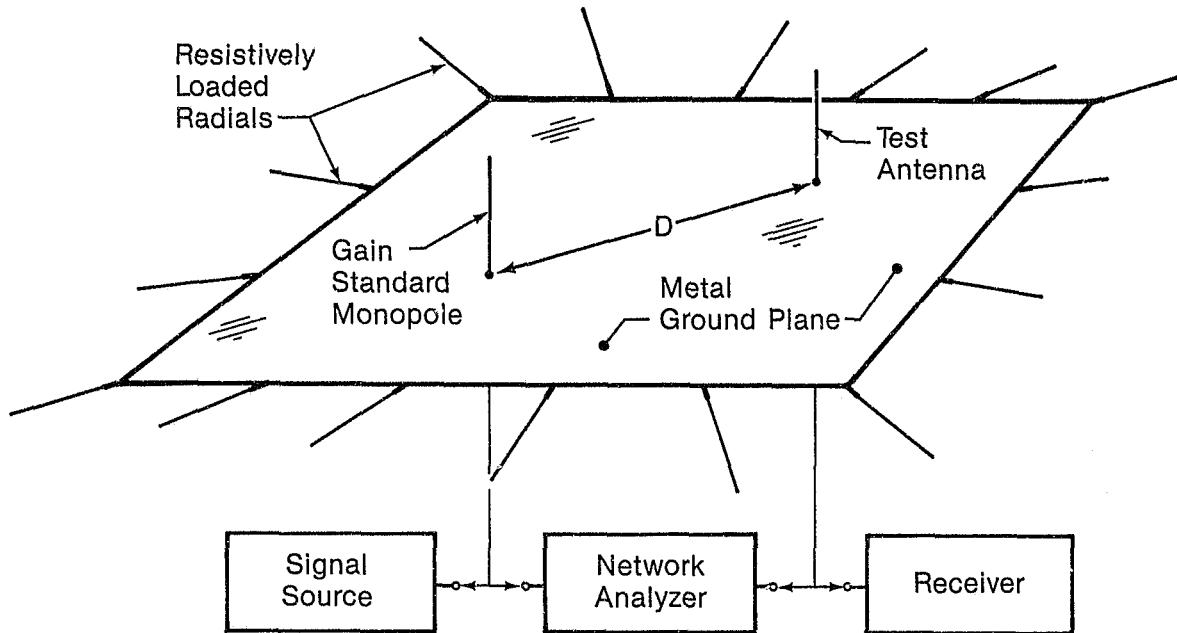 Resistively
Loaded
Radials
Test
Antenna
D
Gain
Standard
Monopole
Metal
Ground Plane
Signal
Source
Network
Analyzer
Receiver